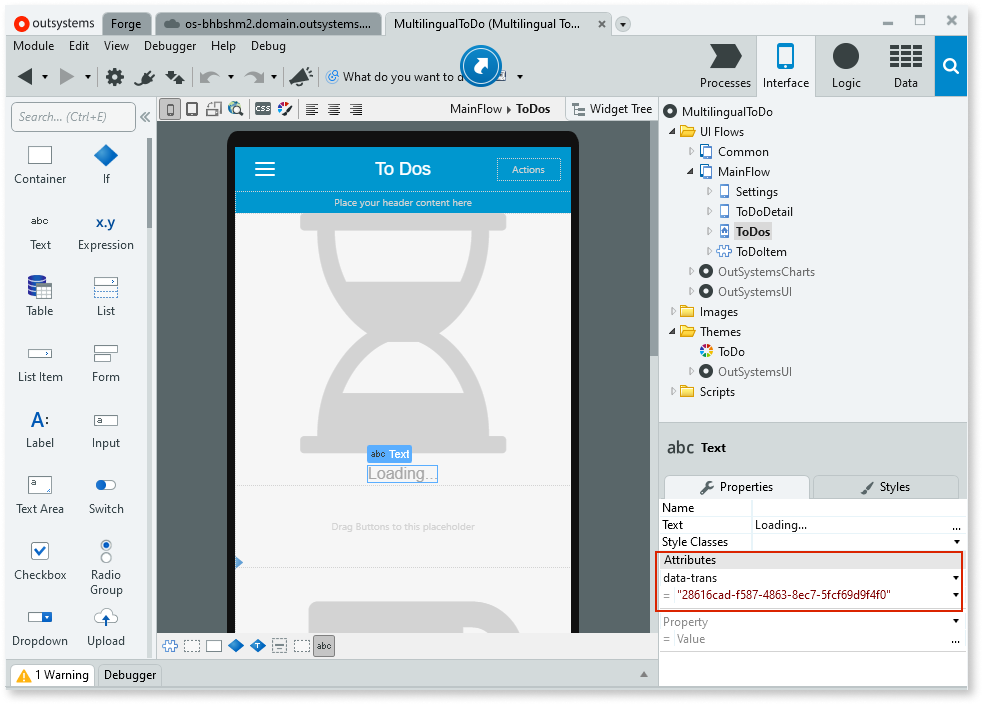 outsystems
Forge
os-bhbshm2.domain.outsystems....
MultilingualToDo (Multilingual To...
Module Edit View Debugger Help Debug
What do you want to d
Processes
Interface
Logic
Data
Search... (Ctrl+E)
CSS
MainFlow
ToDos
Widget Tree
Container
If
abc
Text
x.y
Expression
Table
List
List Item
Form
A:
Label
a
Input
a
Text Area
Switch
Checkbox
Radio
Group
Dropdown
Upload
To Dos
Actions
Place your header content here
abc Text
Loading...
Drag Buttons to this placeholder
T
abc
MultilingualToDo
UI Flows
Common
MainFlow
Settings
ToDoDetail
ToDos
ToDoItem
OutSystemsCharts
OutSystemsUI
Images
Themes
ToDo
OutSystemsUI
Scripts
abc Text
Properties
Styles
Name
Text Loading... ...
Style Classes
Attributes
data-trans
= "28616cad-f587-4863-8ec7-5fcf69d9f4f0"
Property
= Value ...
1 Warning
Debugger